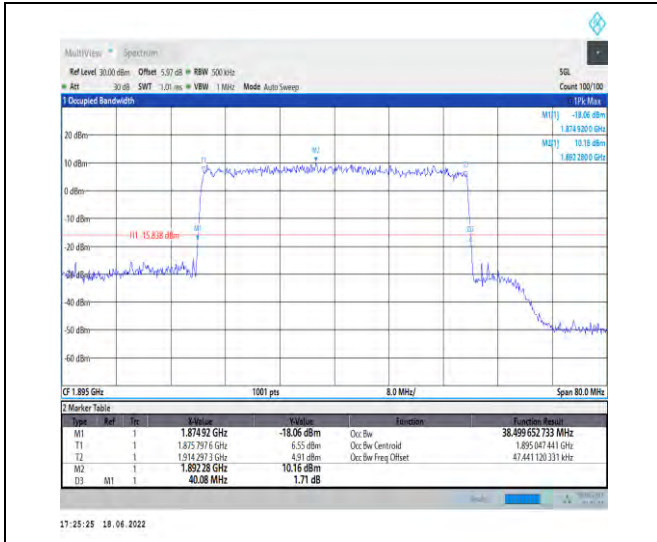 MultiView Spectrum
Ref Level 30.00 dBm Offset 5.97 dB RBW 500 kHz SGL
Att 30 dB SWT 1.01 ms VBW 1 MHz Mode Auto Sweep Count 100/100
1 Occupied Bandwidth 1Pk Max
M1[1] -18.06 dBm
1.874 920 0 GHz
M2[1] 10.18 dBm
1.892 280 0 GHz
20 dBm
M2
10 dBm
0 dBm
-10 dBm
M1
H1 -15.838 dBm
-20 dBm
-30 dBm
-40 dBm
-50 dBm
-60 dBm
CF 1.895 GHz 1001 pts 8.0 MHz/ Span 80.0 MHz
2 Marker Table
Type Ref Trc X-Value Y-Value Function Function Result
M1 1 1.874 92 GHz -18.06 dBm Occ Bw 38.499 652 733 MHz
T1 1 1.875 797 6 GHz 6.55 dBm Occ Bw Centroid 1.895 047 441 GHz
T2 1 1.914 297 3 GHz 4.91 dBm Occ Bw Freq Offset 47.441 120 331 kHz
M2 1 1.892 28 GHz 10.16 dBm
D3 M1 1 40.08 MHz 1.71 dB
17:25:25 18.06.2022